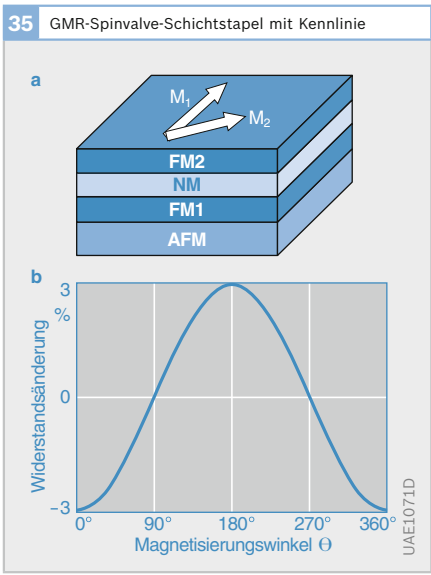 35 GMR-Spinvalve-Schichtstapel mit Kennlinie
a
M1
M2
FM2
NM
FM1
AFM
b
3
%
0
−3
Widerstandsänderung
0° 90° 180° 270° 360°
Magnetisierungswinkel Θ
UAE1071D